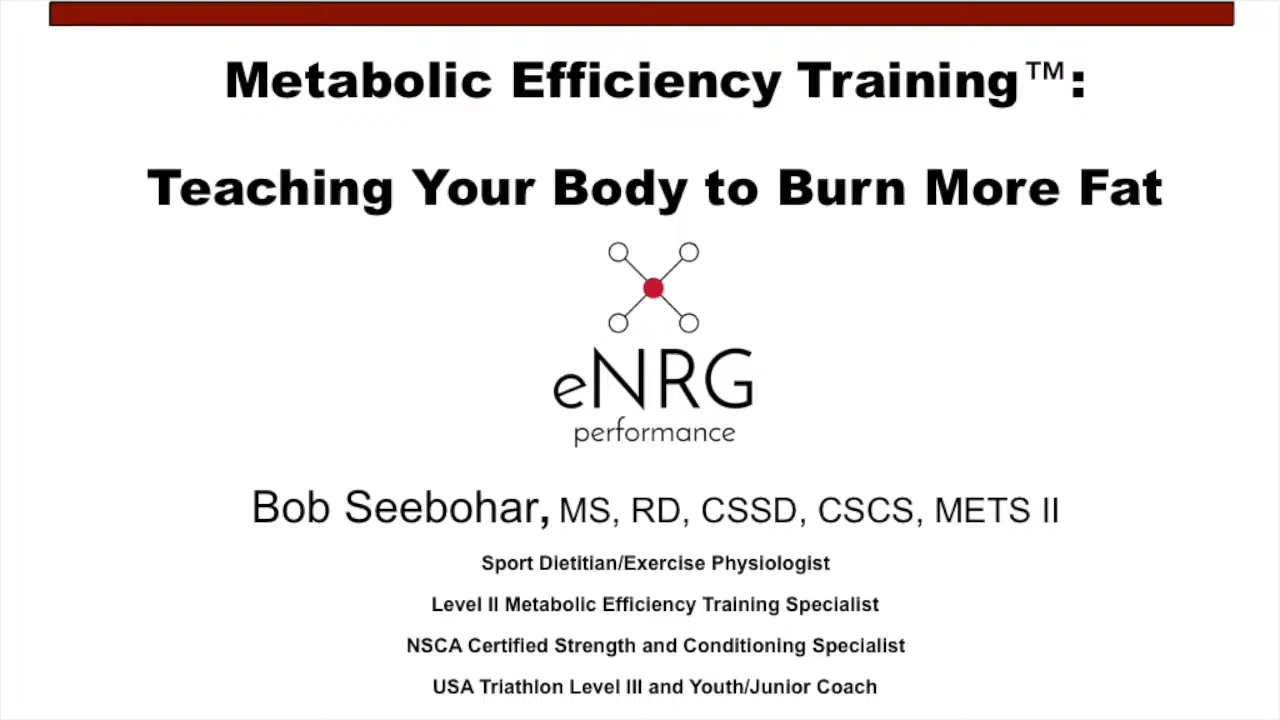 Metabolic Efficiency Training™:
Teaching Your Body to Burn More Fat
eNRG
performance
Bob Seebohar, MS, RD, CSSD, CSCS, METS II
Sport Dietitian/Exercise Physiologist
Level II Metabolic Efficiency Training Specialist
NSCA Certified Strength and Conditioning Specialist
USA Triathlon Level III and Youth/Junior Coach